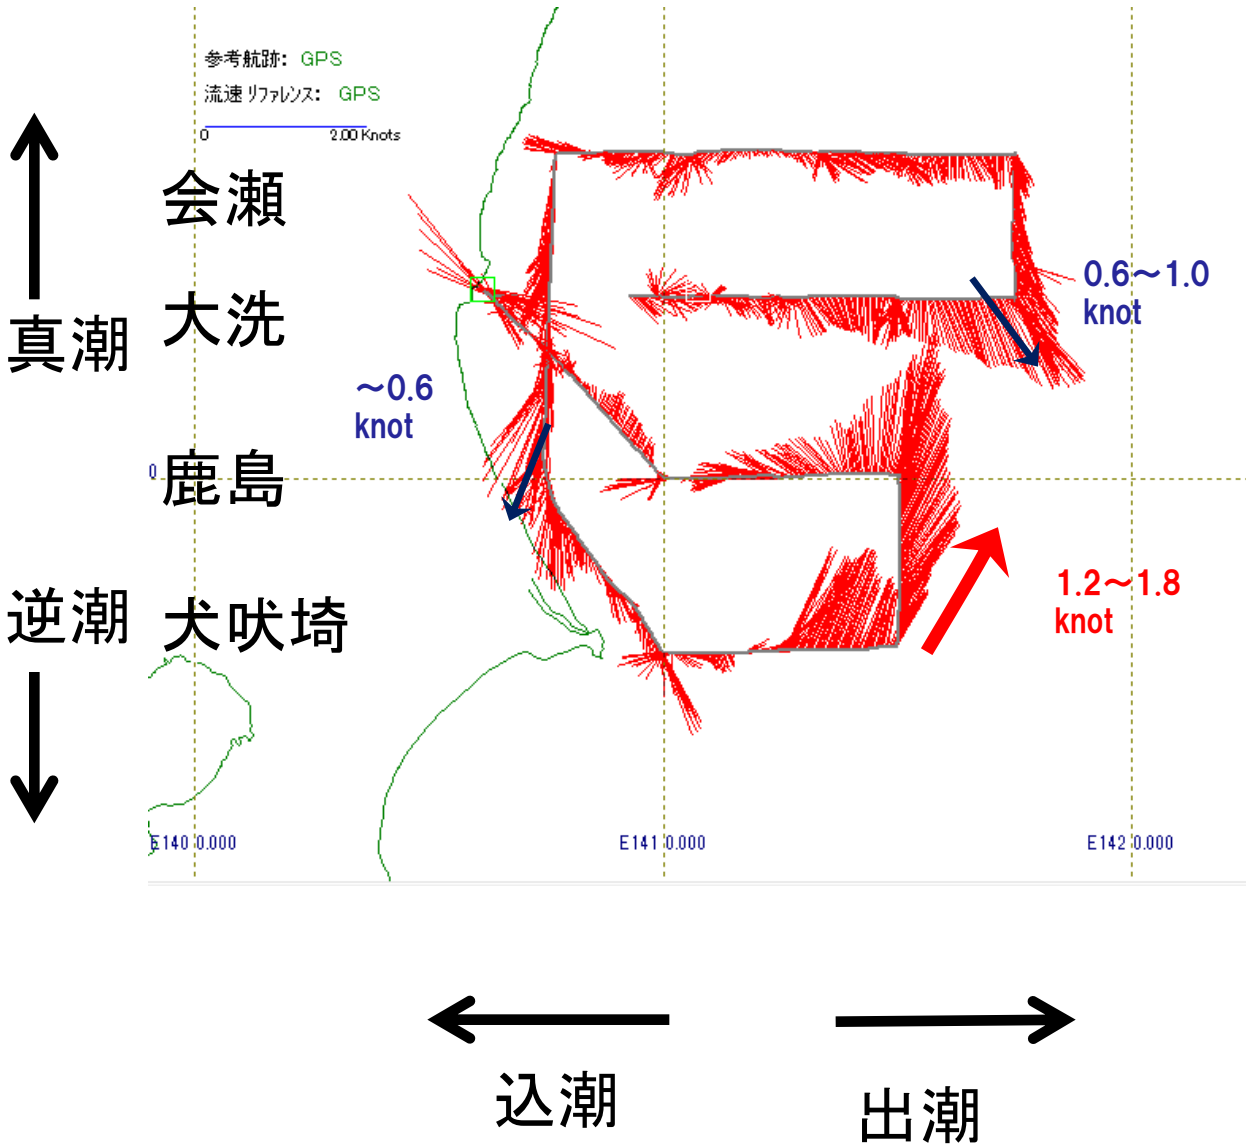 参考航跡: GPS
流速 リファレンス: GPS
0 2.00 Knots
会瀬
大洗
真潮
0.6～1.0
knot
～0.6
knot
0
鹿島
逆潮
犬吠埼
1.2～1.8
knot
E140 0.000
E141 0.000
E142 0.000
込潮
出潮